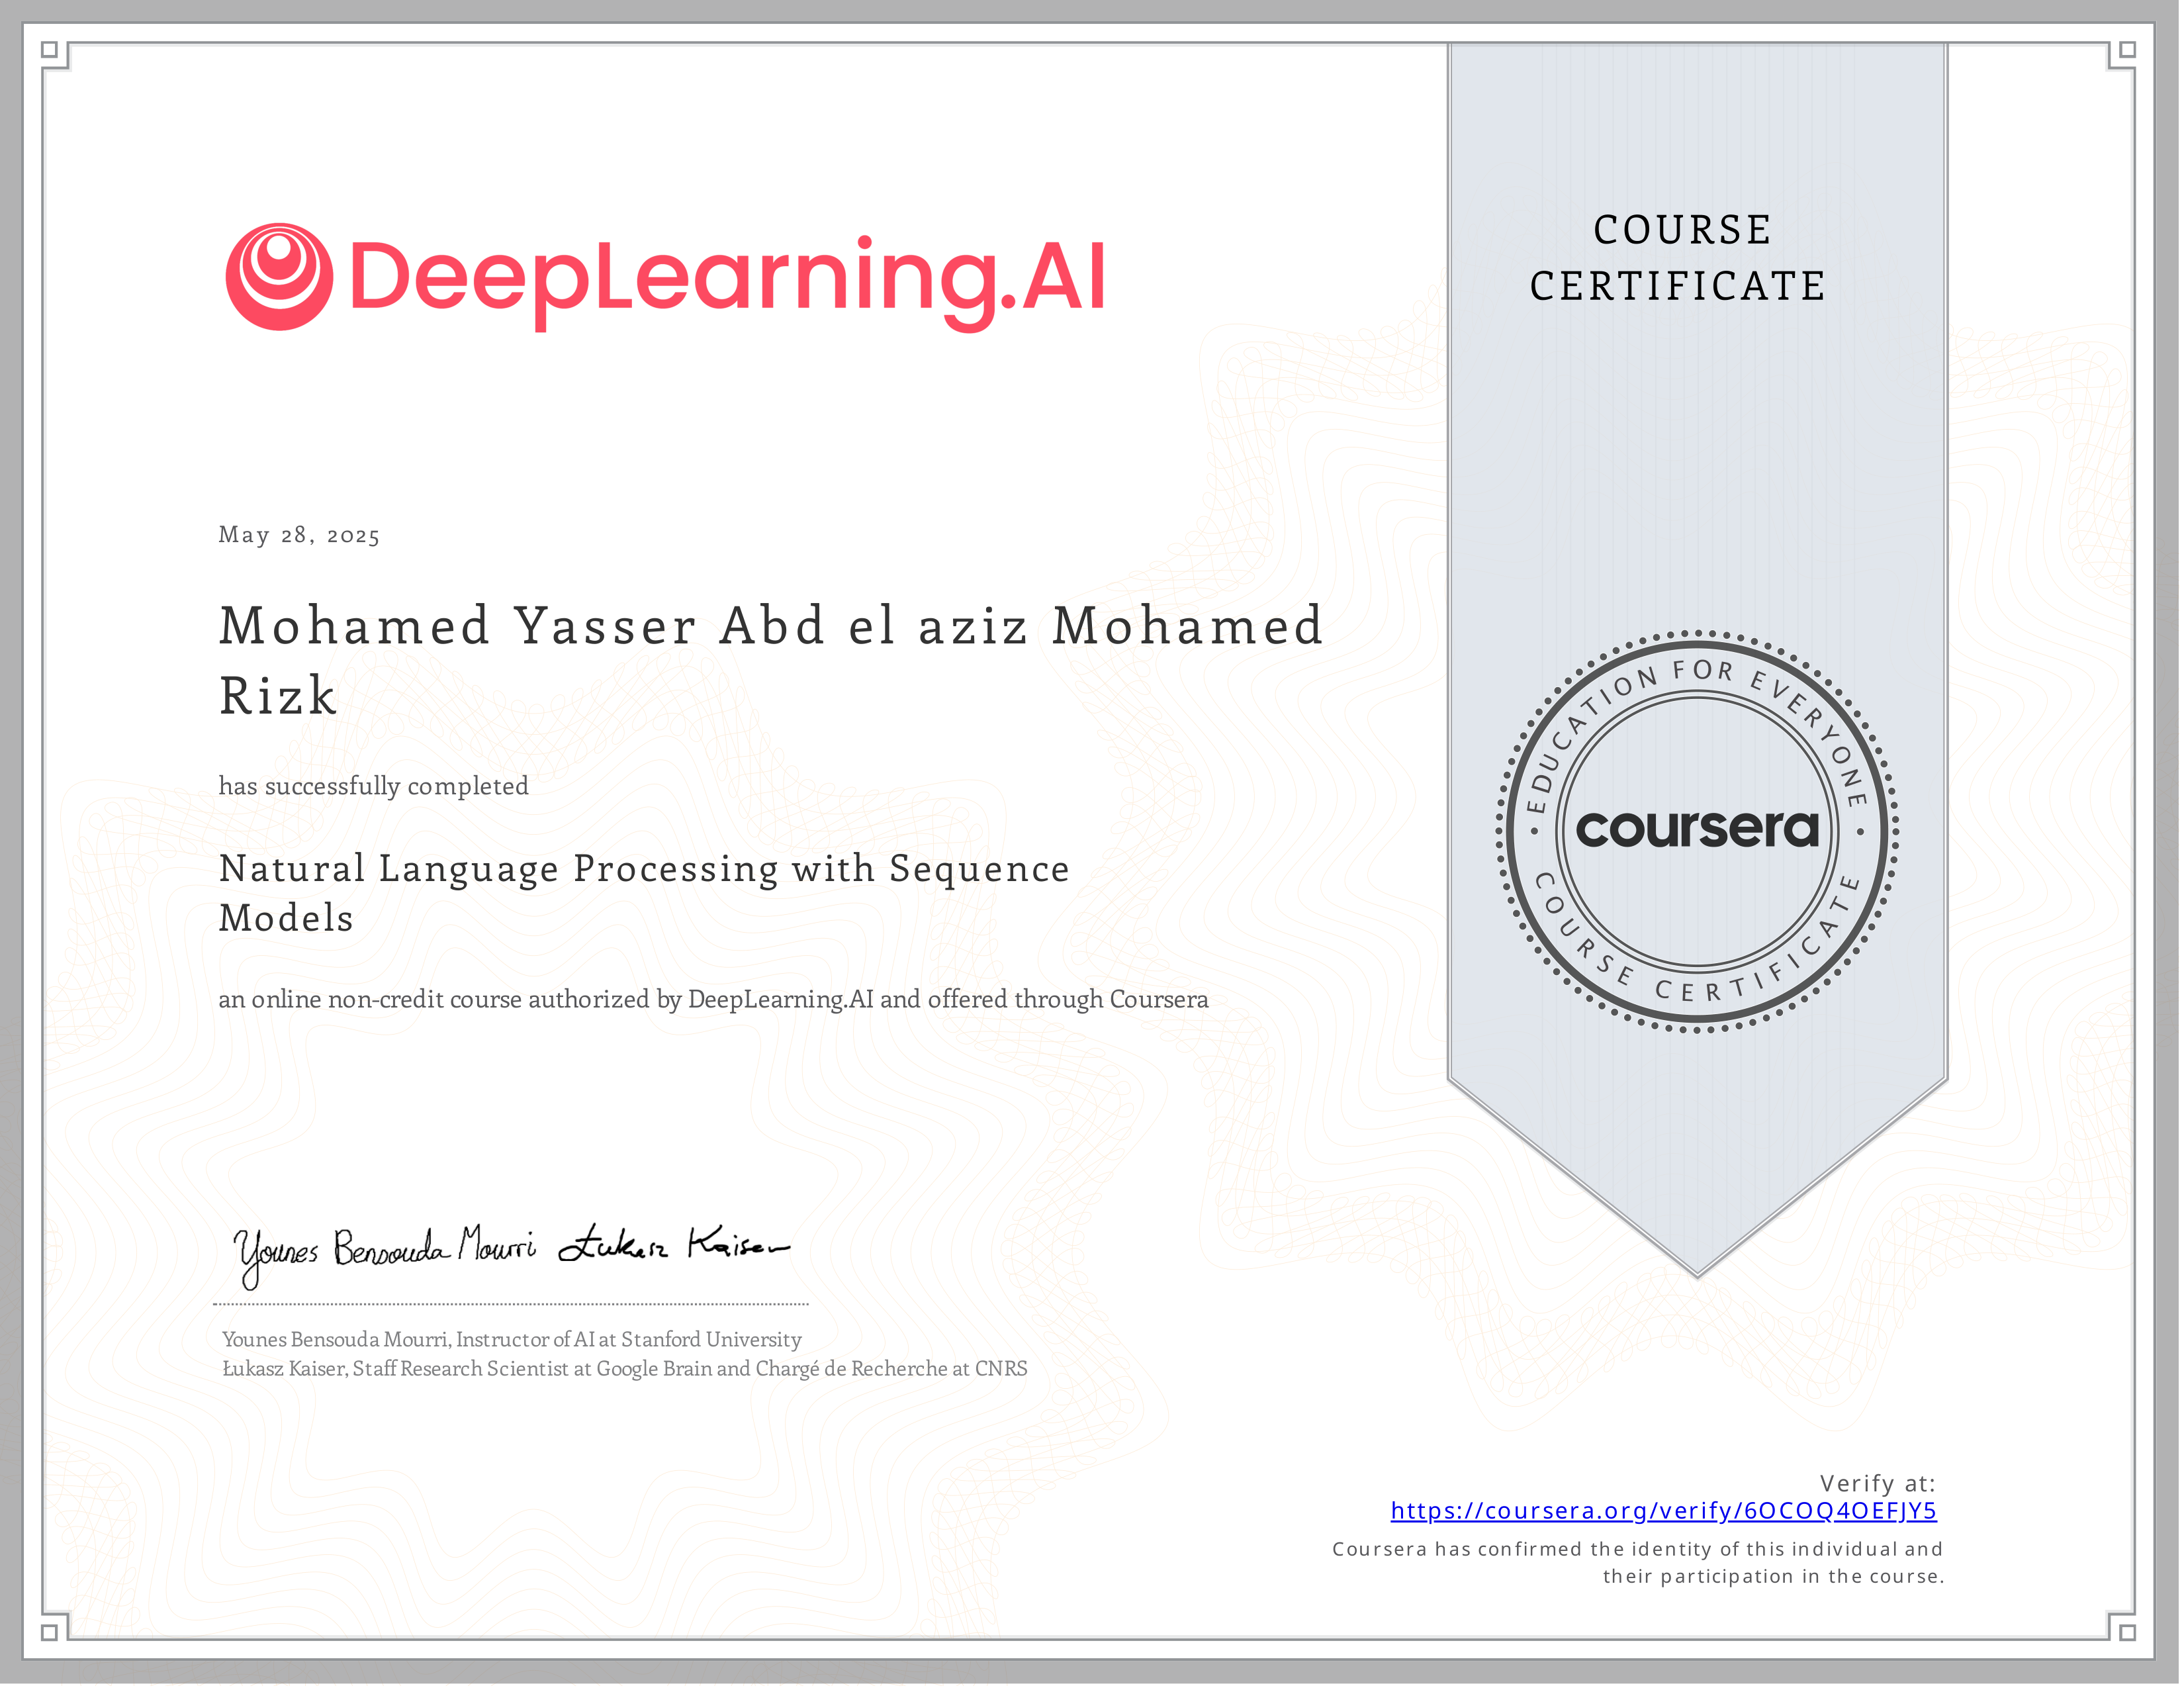 DeepLearning.AI
COURSE
CERTIFICATE
May 28, 2025
Mohamed Yasser Abd el aziz Mohamed
Rizk
has successfully completed
Natural Language Processing with Sequence
Models
an online non-credit course authorized by DeepLearning.AI and offered through Coursera
EDUCATION FOR EVERYONE
coursera
COURSE CERTIFICATE
Younes Bensouda Mourri Łukasz Kaiser
Younes Bensouda Mourri, Instructor of AI at Stanford University
Łukasz Kaiser, Staff Research Scientist at Google Brain and Chargé de Recherche at CNRS
Verify at:
https://coursera.org/verify/6OCOQ4OEFJY5
Coursera has confirmed the identity of this individual and
their participation in the course.